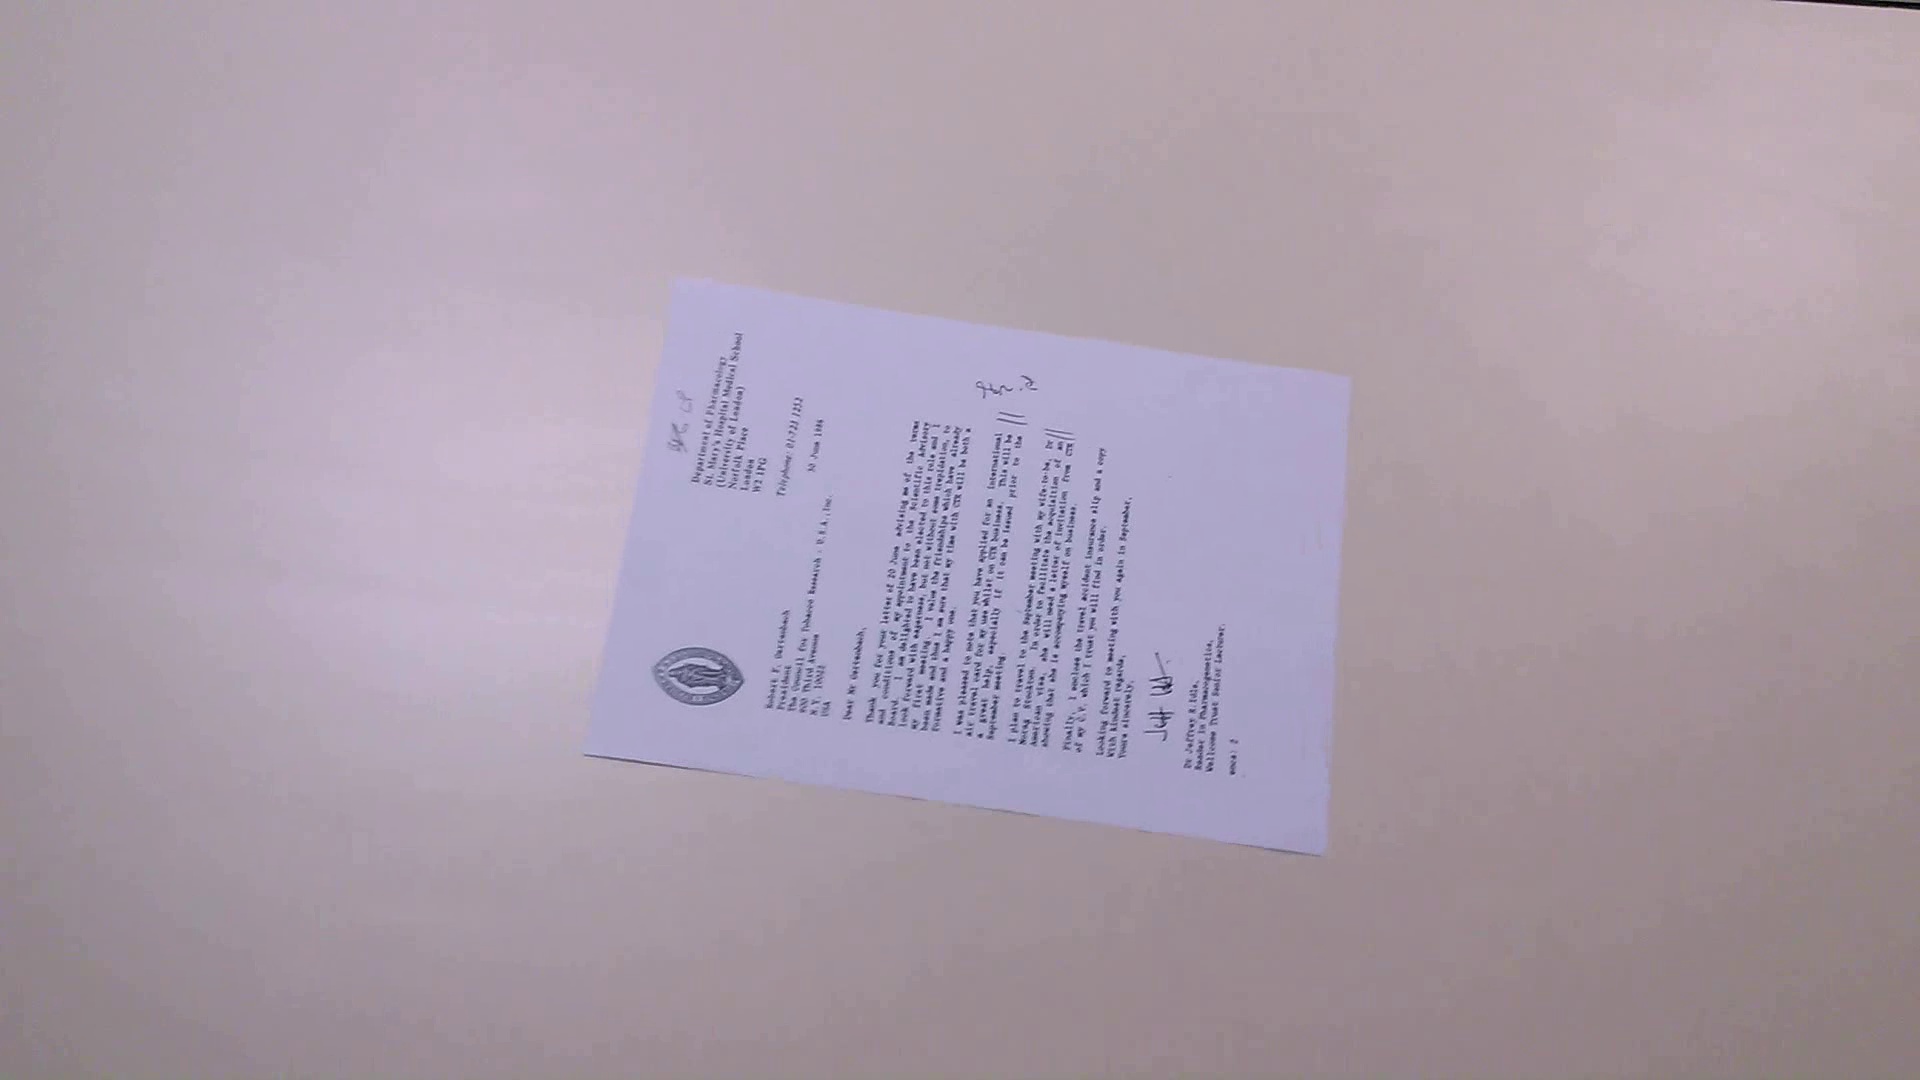 Department of Pharmacology
St. Mary's Hospital Medical School
(University of London)
Norfolk Place
London
W2 1PG
Telephone: 01-723 1252
30 June 1986
Robert F. Gertenbach
President
The Council for Tobacco Research - U.S.A., Inc.
900 Third Avenue
N.Y. 10022
USA
Dear Mr Gertenbach,
Thank you for your letter of 20 June advising me of the terms
and conditions of my appointment to the Scientific Advisory
Board. I am delighted to have been elected to this role and I
look forward with eagerness, but not without some trepidation, to
my first meeting. I value the friendships which have already
been made and thus I am sure that my time with CTR will be both a
formative and a happy one.
I was pleased to note that you have applied for an international
air travel card for my use whilst on CTR business. This will be
a great help, especially if it can be issued prior to the
September meeting.
I plan to travel to the September meeting with my wife-to-be, Dr
Stockton. In order to facilitate the acquisition of an
American visa, she will need a letter of invitation from CTR
showing that she is accompanying myself on business.
Finally, I enclose the travel accident insurance slip and a copy
of my C.V. which I trust you will find in order.
Looking forward to meeting with you again in September.
With kindest regards,
Yours sincerely,
Dr Jeffrey R. Idle,
Reader in Pharmacogenetics,
Wellcome Trust Senior Lecturer.
encs: 2